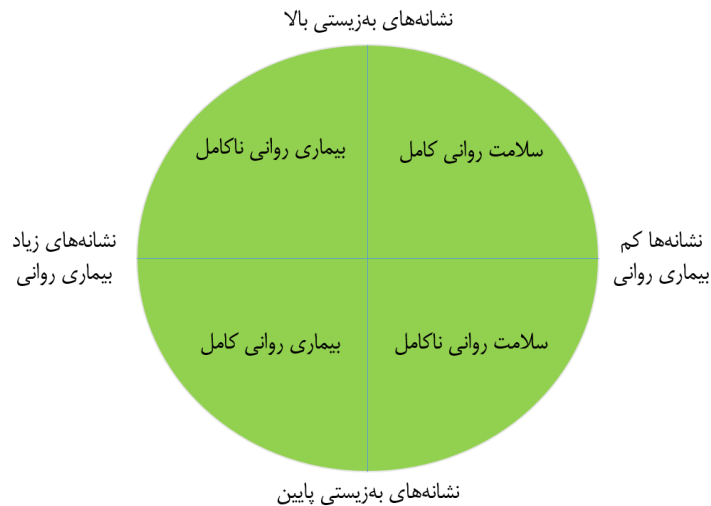 نشانه‌های به‌زیستی بالا
سلامت روانی کامل
بیماری روانی ناکامل
نشانه‌ها کم
بیماری روانی
نشانه‌های زیاد
بیماری روانی
سلامت روانی ناکامل
بیماری روانی کامل
نشانه‌های به‌زیستی پایین